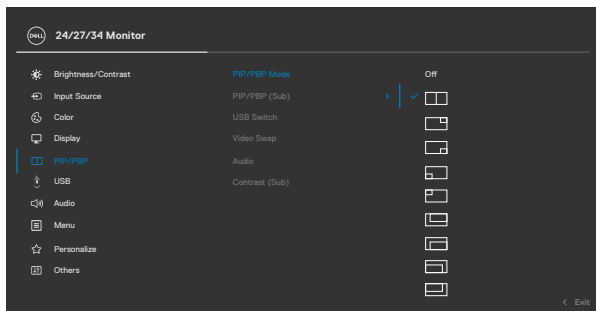 DELL 24/27/34 Monitor
Brightness/Contrast
Input Source
Color
Display
PIP/PBP
USB
Audio
Menu
Personalize
Others
PIP/PBP Mode
PIP/PBP (Sub)
USB Switch
Video Swap
Audio
Contrast (Sub)
Off
Exit